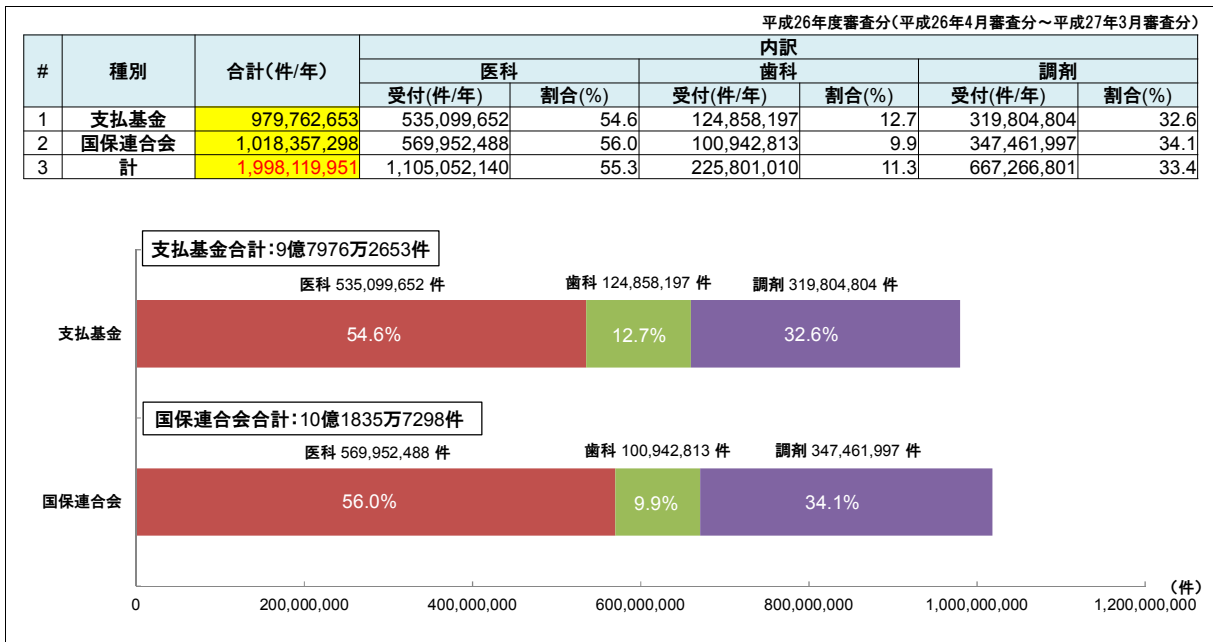 平成26年度審査分(平成26年4月審査分~平成27年3月審査分)
# 種別 合計(件/年) 内訳
医科 歯科 調剤
受付(件/年) 割合(%) 受付(件/年) 割合(%) 受付(件/年) 割合(%)
1 支払基金 979,762,653 535,099,652 54.6 124,858,197 12.7 319,804,804 32.6
2 国保連合会 1,018,357,298 569,952,488 56.0 100,942,813 9.9 347,461,997 34.1
3 計 1,998,119,951 1,105,052,140 55.3 225,801,010 11.3 667,266,801 33.4
支払基金合計:9億7976万2653件
医科 535,099,652 件 歯科 124,858,197 件 調剤 319,804,804 件
支払基金 54.6% 12.7% 32.6%
国保連合会合計:10億1835万7298件
医科 569,952,488 件 歯科 100,942,813 件 調剤 347,461,997 件
国保連合会 56.0% 9.9% 34.1%
(件)
0 200,000,000 400,000,000 600,000,000 800,000,000 1,000,000,000 1,200,000,000